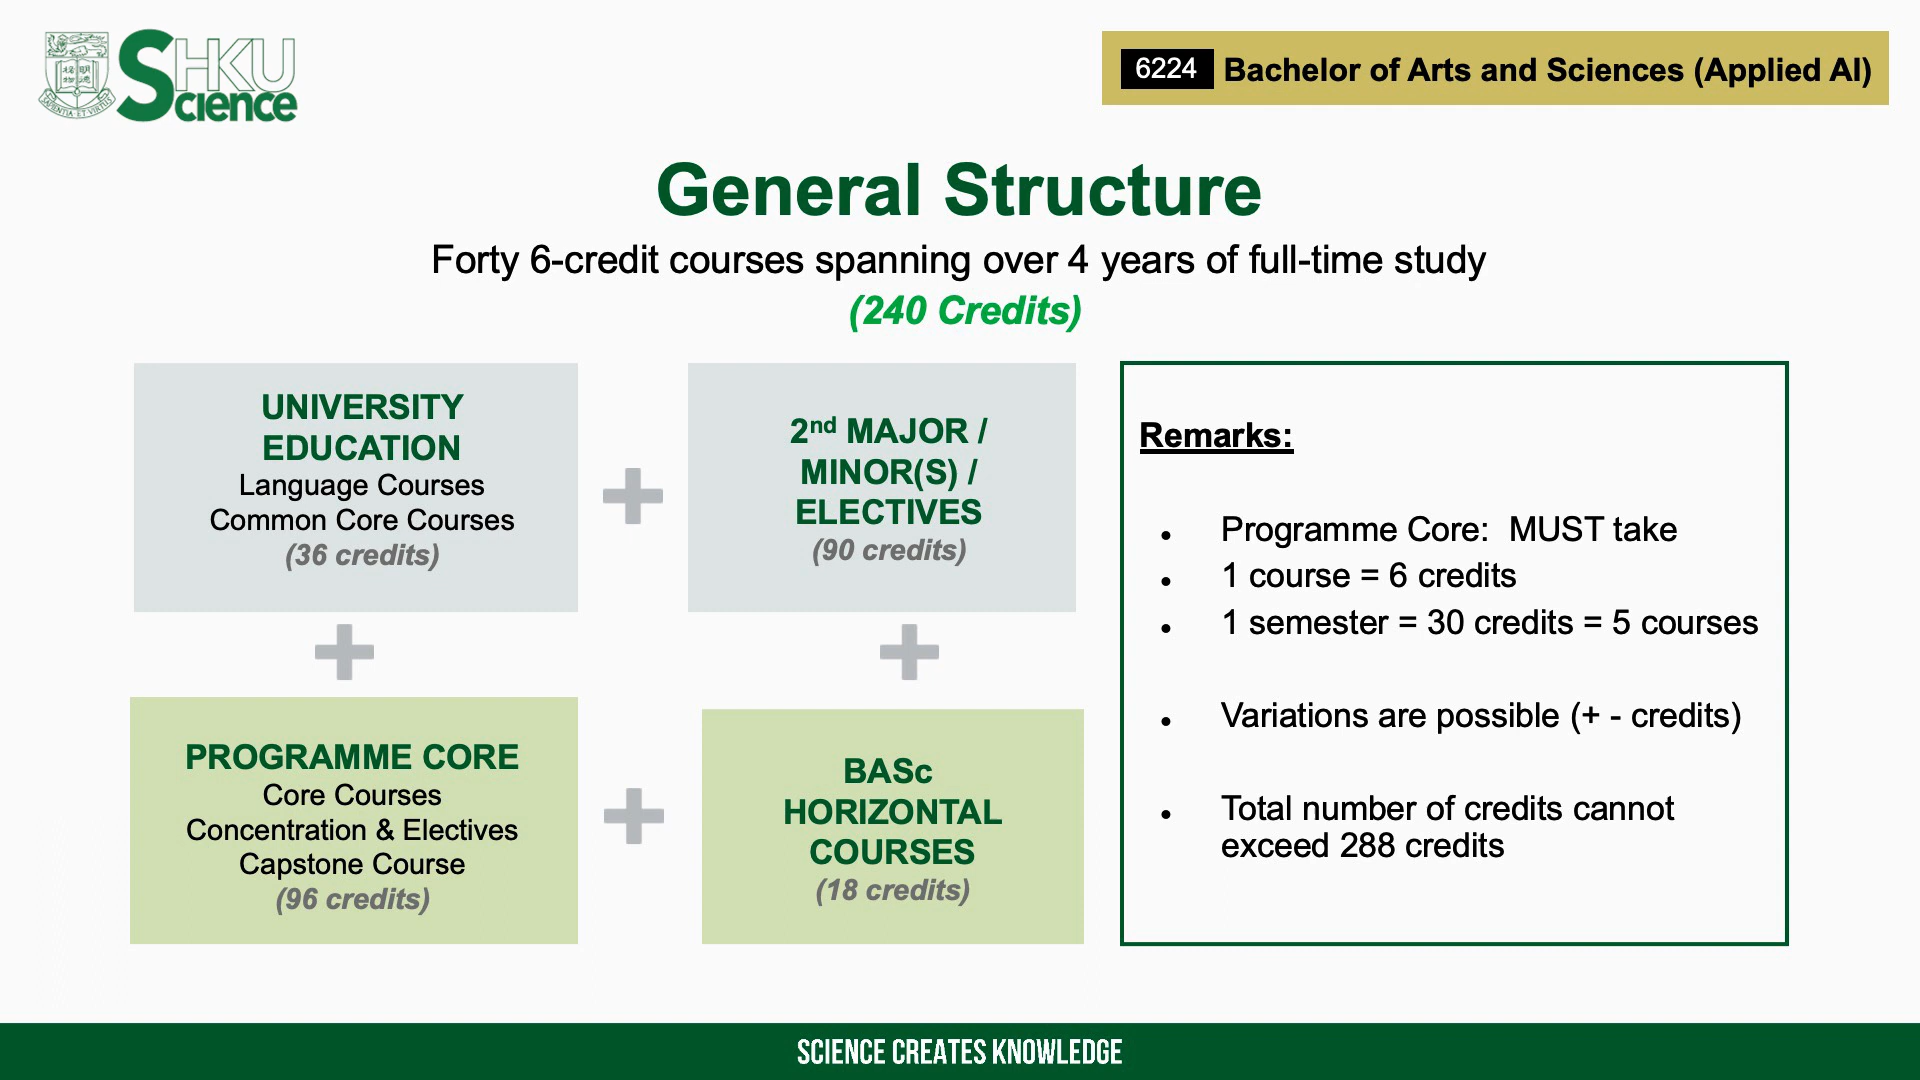 SHKU
Science
6224 Bachelor of Arts and Sciences (Applied AI)
General Structure
Forty 6-credit courses spanning over 4 years of full-time study
(240 Credits)
UNIVERSITY
EDUCATION
Language Courses
Common Core Courses
(36 credits)
2nd MAJOR /
MINOR(S) /
ELECTIVES
(90 credits)
PROGRAMME CORE
Core Courses
Concentration & Electives
Capstone Course
(96 credits)
BASc
HORIZONTAL
COURSES
(18 credits)
Remarks:
• Programme Core:  MUST take
• 1 course = 6 credits
• 1 semester = 30 credits = 5 courses
• Variations are possible (+ - credits)
• Total number of credits cannot
exceed 288 credits
SCIENCE CREATES KNOWLEDGE